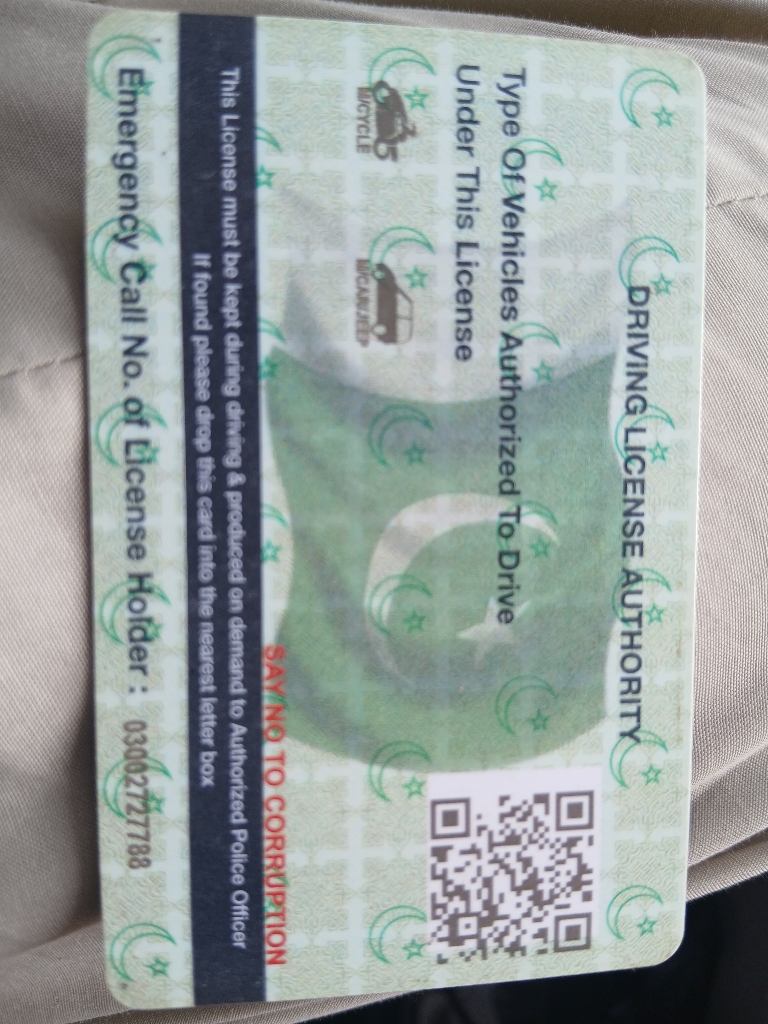 DRIVING LICENSE AUTHORITY
Type Of Vehicles Authorized To Drive
Under This License
M/CYCLE
M/CAR/JEEP
SAY NO TO CORRUPTION
This License must be kept during driving & produced on demand to Authorized Police Officer
If found please drop this card into the nearest letter box
Emergency Call No. of License Holder : 03002727788